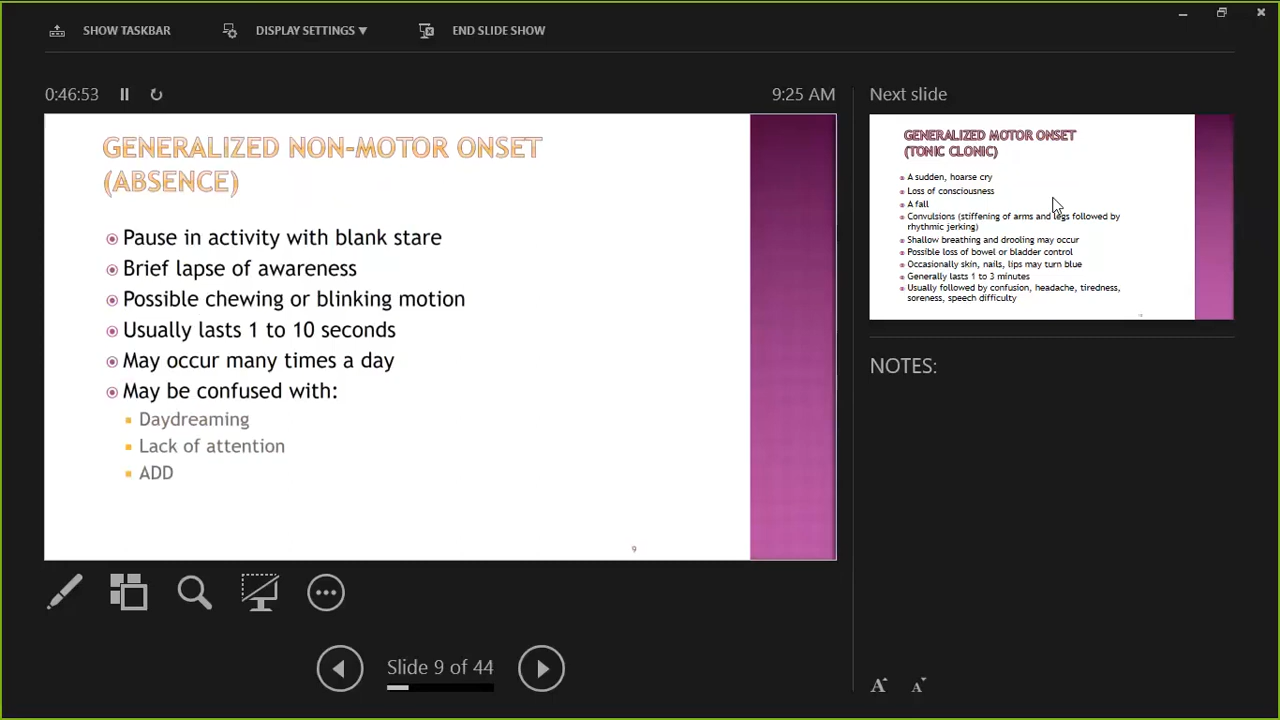 SHOW TASKBAR
DISPLAY SETTINGS ▼
END SLIDE SHOW
0:46:53
9:25 AM
GENERALIZED NON-MOTOR ONSET
(ABSENCE)
Pause in activity with blank stare
Brief lapse of awareness
Possible chewing or blinking motion
Usually lasts 1 to 10 seconds
May occur many times a day
May be confused with:
Daydreaming
Lack of attention
ADD
9
Slide 9 of 44
Next slide
GENERALIZED MOTOR ONSET
(TONIC CLONIC)
A sudden, hoarse cry
Loss of consciousness
A fall
Convulsions (stiffening of arms and legs followed by
rhythmic jerking)
Shallow breathing and drooling may occur
Possible loss of bowel or bladder control
Occasionally skin, nails, lips may turn blue
Generally lasts 1 to 3 minutes
Usually followed by confusion, headache, tiredness,
soreness, speech difficulty
NOTES:
A A